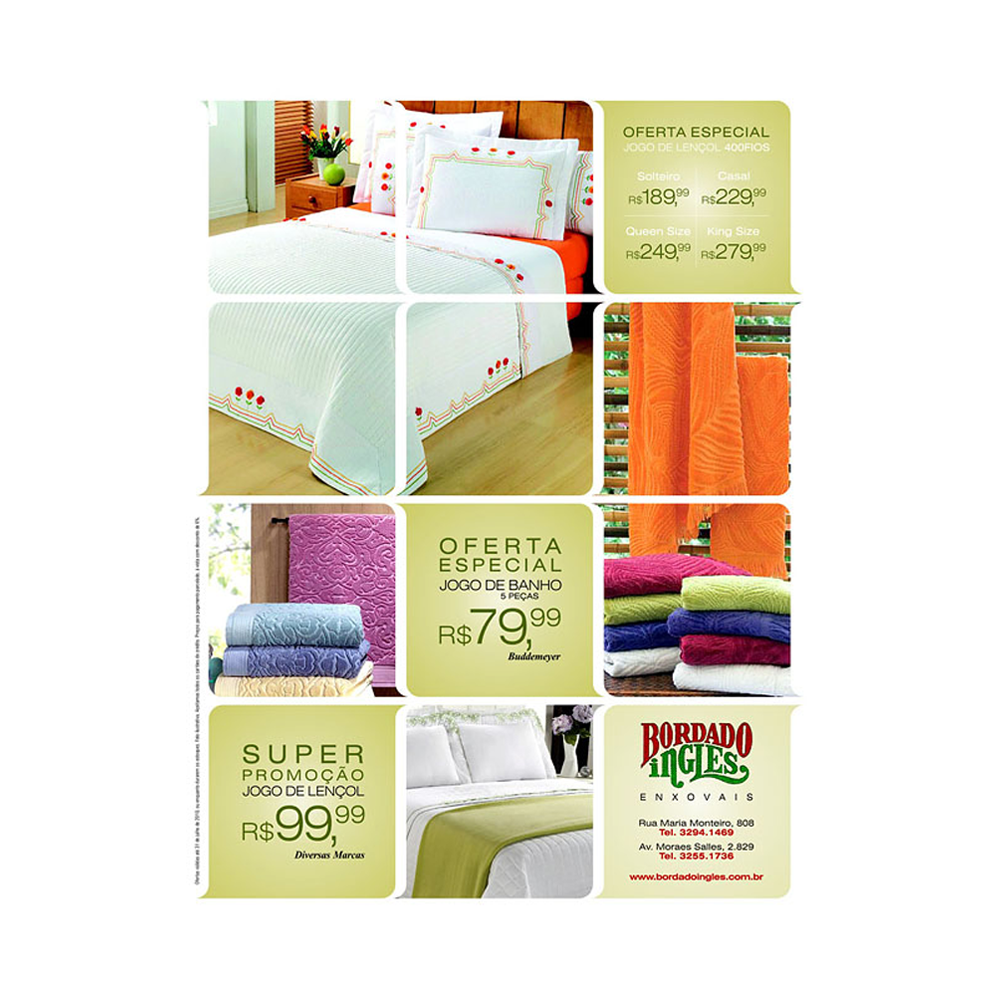 OFERTA ESPECIAL
JOGO DE LENÇOL 400FIOS
Solteiro
R$189,99
Casal
R$229,99
Queen Size
R$249,99
King Size
R$279,99
OFERTA
ESPECIAL
JOGO DE BANHO
5 PEÇAS
R$79,99
Buddemeyer
SUPER
PROMOÇÃO
JOGO DE LENÇOL
R$99,99
Diversas Marcas
BORDADO
iNGLES
ENXOVAIS
Rua Maria Monteiro, 808
Tel. 3294.1469
Av. Moraes Salles, 2.829
Tel. 3255.1736
www.bordadoingles.com.br